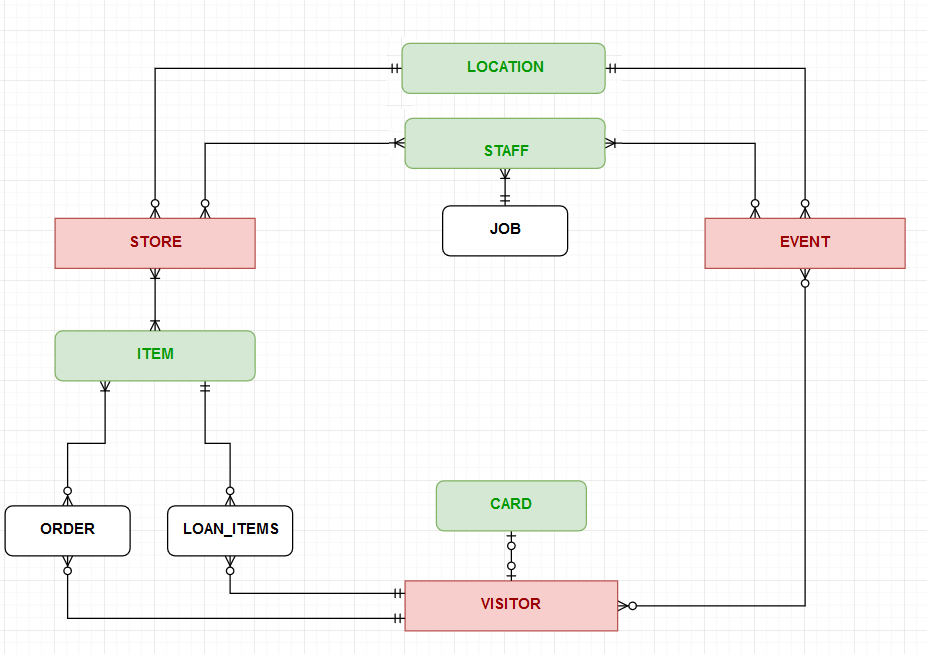 LOCATION
STAFF
JOB
STORE
EVENT
ITEM
CARD
ORDER
LOAN_ITEMS
VISITOR